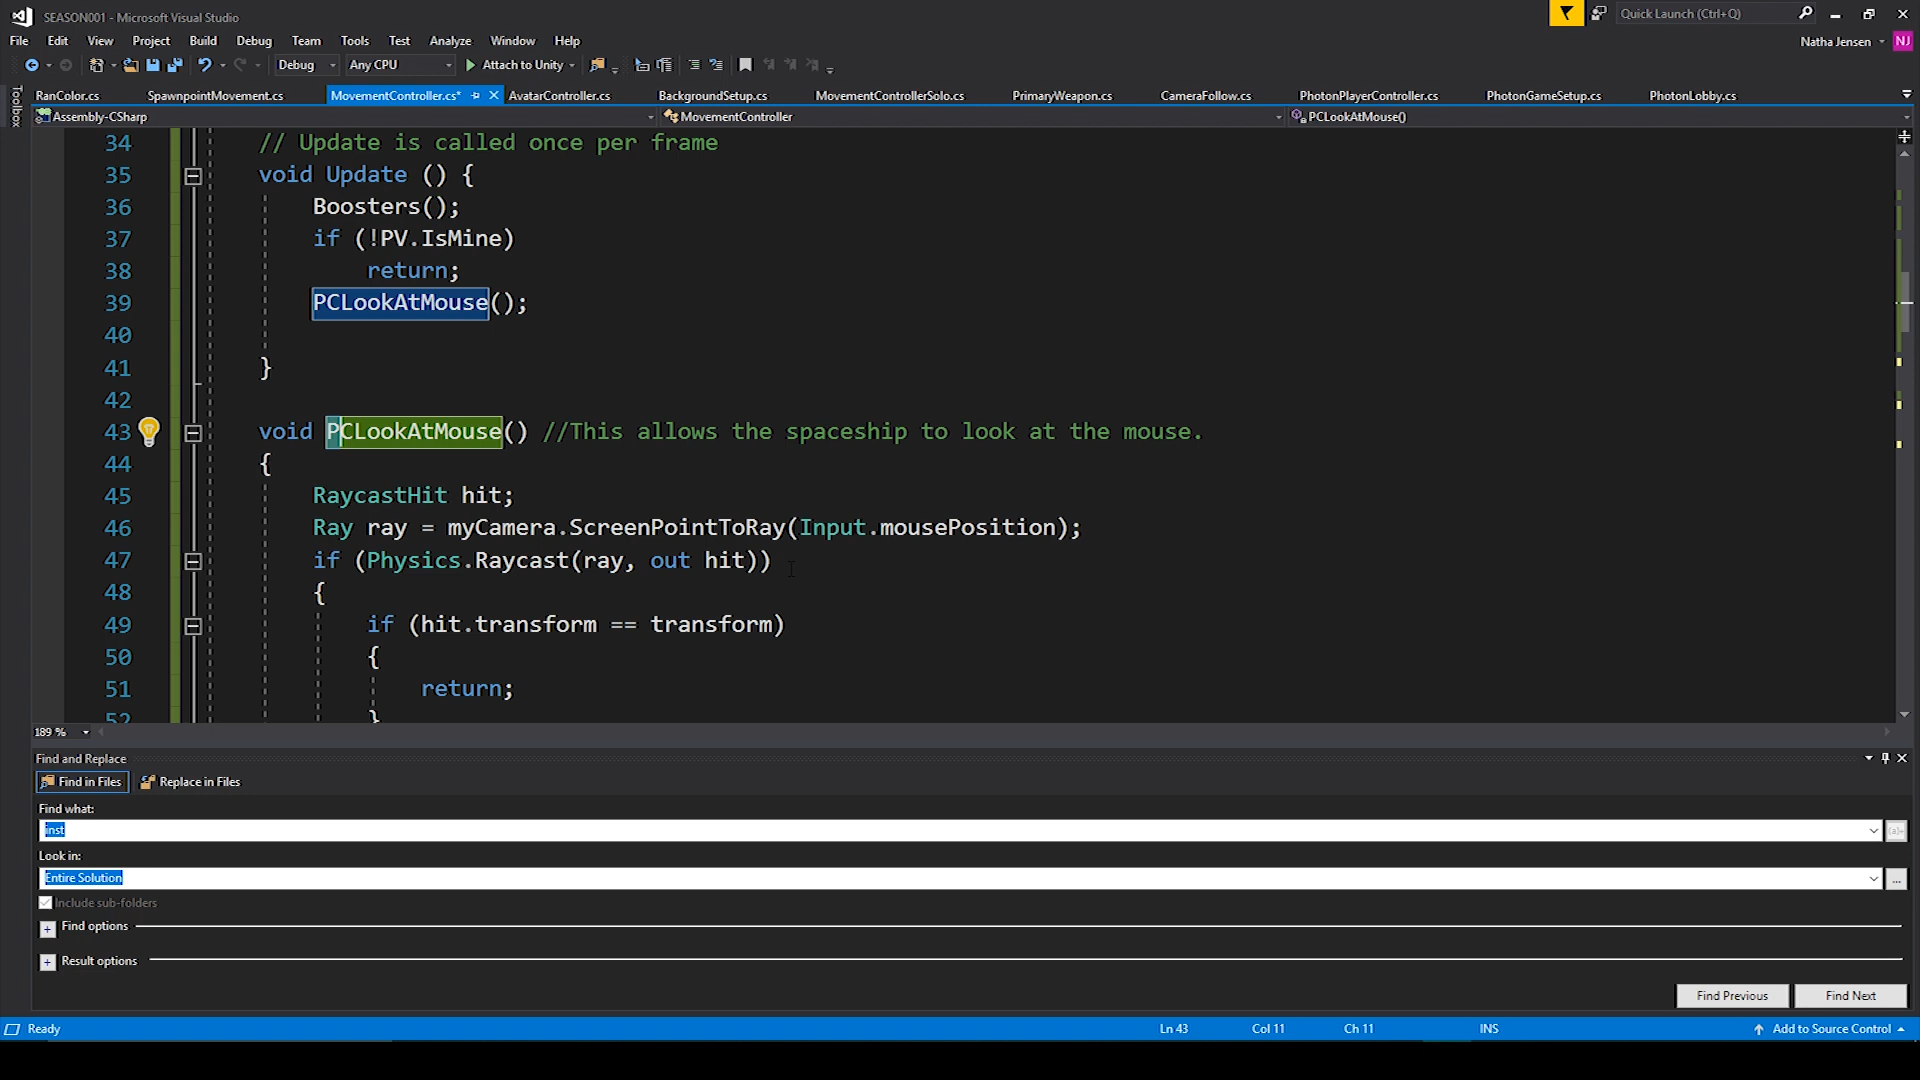 SEASON001 - Microsoft Visual Studio
Quick Launch (Ctrl+Q)
File Edit View Project Build Debug Team Tools Test Analyze Window Help
Natha Jensen NJ
Debug Any CPU Attach to Unity
Toolbox
RanColor.cs SpawnpointMovement.cs MovementController.cs* AvatarController.cs BackgroundSetup.cs MovementControllerSolo.cs PrimaryWeapon.cs CameraFollow.cs PhotonPlayerController.cs PhotonGameSetup.cs PhotonLobby.cs
Assembly-CSharp MovementController PCLookAtMouse()
34 // Update is called once per frame
35 void Update () {
36 Boosters();
37 if (!PV.IsMine)
38 return;
39 PCLookAtMouse();
40
41 }
42
43 void PCLookAtMouse() //This allows the spaceship to look at the mouse.
44 {
45 RaycastHit hit;
46 Ray ray = myCamera.ScreenPointToRay(Input.mousePosition);
47 if (Physics.Raycast(ray, out hit))
48 {
49 if (hit.transform == transform)
50 {
51 return;
52 }
189 %
Find and Replace
Find in Files Replace in Files
Find what:
inst
Look in:
Entire Solution
...
Include sub-folders
+ Find options
+ Result options
Find Previous Find Next
Ready Ln 43 Col 11 Ch 11 INS Add to Source Control